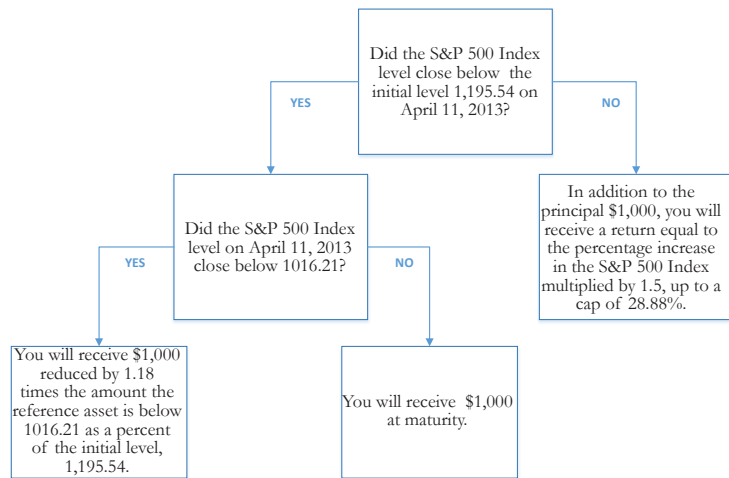 Did the S&P 500 Index
level close below the
initial level 1,195.54 on
April 11, 2013?
YES
NO
Did the S&P 500 Index
level on April 11, 2013
close below 1016.21?
In addition to the
principal $1,000, you will
receive a return equal to
the percentage increase
in the S&P 500 Index
multiplied by 1.5, up to a
cap of 28.88%.
YES
NO
You will receive $1,000
reduced by 1.18
times the amount the
reference asset is below
1016.21 as a percent
of the initial level,
1,195.54.
You will receive $1,000
at maturity.